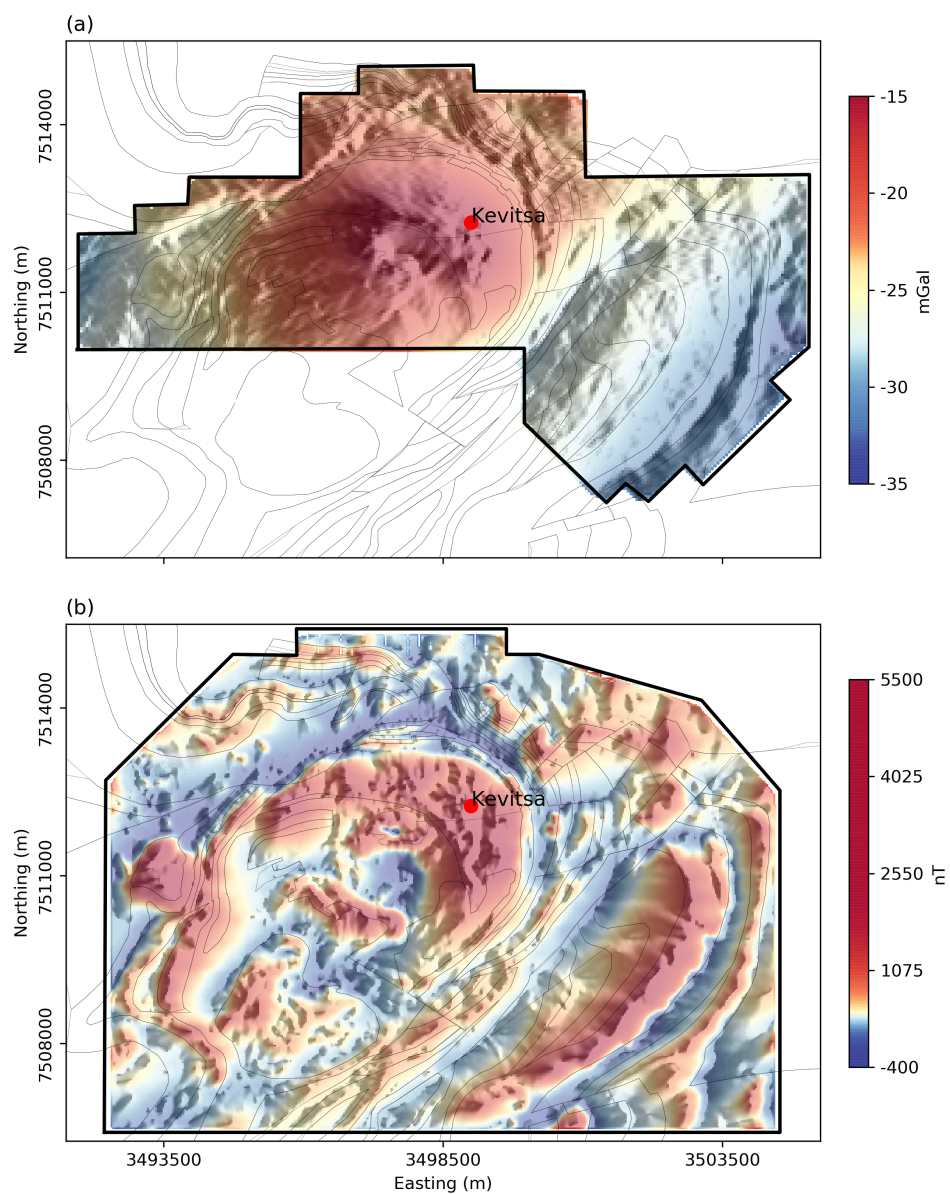 (a)
7514000
7511000
7508000
Northing (m)
Kevitsa
-15
-20
-25
-30
-35
mGal
(b)
7514000
7511000
7508000
Northing (m)
Kevitsa
5500
4025
2550
1075
-400
nT
3493500
3498500
3503500
Easting (m)